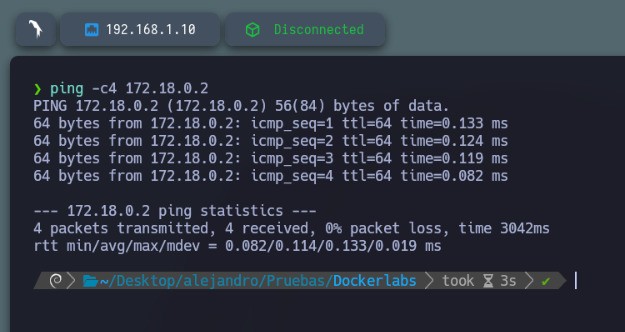 192.168.1.10
Disconnected
❯ ping -c4 172.18.0.2
PING 172.18.0.2 (172.18.0.2) 56(84) bytes of data.
64 bytes from 172.18.0.2: icmp_seq=1 ttl=64 time=0.133 ms
64 bytes from 172.18.0.2: icmp_seq=2 ttl=64 time=0.124 ms
64 bytes from 172.18.0.2: icmp_seq=3 ttl=64 time=0.119 ms
64 bytes from 172.18.0.2: icmp_seq=4 ttl=64 time=0.082 ms
--- 172.18.0.2 ping statistics ---
4 packets transmitted, 4 received, 0% packet loss, time 3042ms
rtt min/avg/max/mdev = 0.082/0.114/0.133/0.019 ms
~/Desktop/alejandro/Pruebas/Dockerlabs took 3s ✔